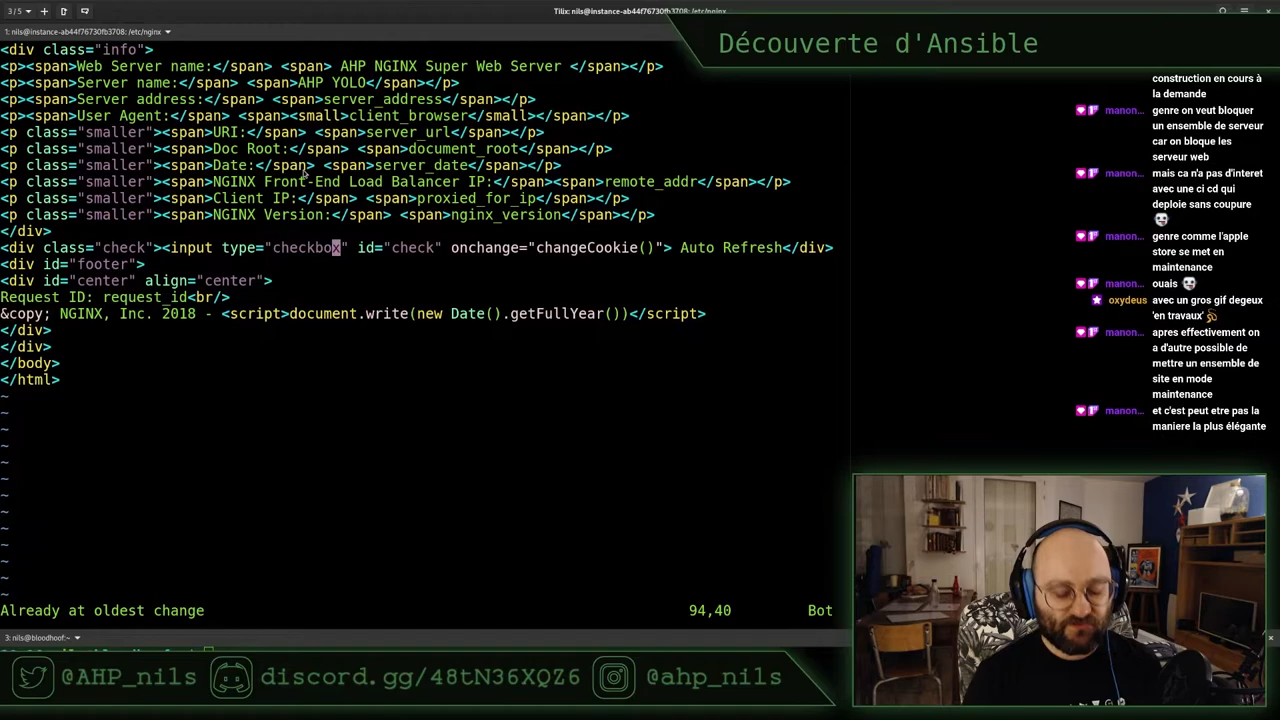 3/5
Tilix: nils@instance-ab44f76730fb3708: /etc/nginx
1: nils@instance-ab44f76730fb3708: /etc/nginx
Découverte d'Ansible
<div class="info">
<p><span>Web Server name:</span> <span> AHP NGINX Super Web Server </span></p>
<p><span>Server name:</span> <span>AHP YOLO</span></p>
<p><span>Server address:</span> <span>server_address</span></p>
<p><span>User Agent:</span> <span><small>client_browser</small></span></p>
<p class="smaller"><span>URI:</span> <span>server_url</span></p>
<p class="smaller"><span>Doc Root:</span> <span>document_root</span></p>
<p class="smaller"><span>Date:</span> <span>server_date</span></p>
<p class="smaller"><span>NGINX Front-End Load Balancer IP:</span><span>remote_addr</span></p>
<p class="smaller"><span>Client IP:</span> <span>proxied_for_ip</span></p>
<p class="smaller"><span>NGINX Version:</span> <span>nginx_version</span></p>
</div>
<div class="check"><input type="checkbox" id="check" onchange="changeCookie()"> Auto Refresh</div>
<div id="footer">
<div id="center" align="center">
Request ID: request_id<br/>
&copy; NGINX, Inc. 2018 - <script>document.write(new Date().getFullYear())</script>
</div>
</div>
</body>
</html>
~
~
~
~
~
~
~
~
~
~
~
~
~
Already at oldest change 94,40 Bot
3: nils@bloodhoof:~
construction en cours à
la demande
manon... genre on veut bloquer
un ensemble de serveur
car on bloque les
serveur web
manon... mais ca n'a pas d'interet
avec une ci cd qui
deploie sans coupure
manon... genre comme l'apple
store se met en
maintenance
manon... ouais
oxydeus avec un gros gif degeux
'en travaux'
manon... apres effectivement on
a d'autre possible de
mettre un ensemble de
site en mode
maintenance
manon... et c'est peut etre pas la
maniere la plus élégante
@AHP_nils discord.gg/48tN36XQZ6 @ahp_nils